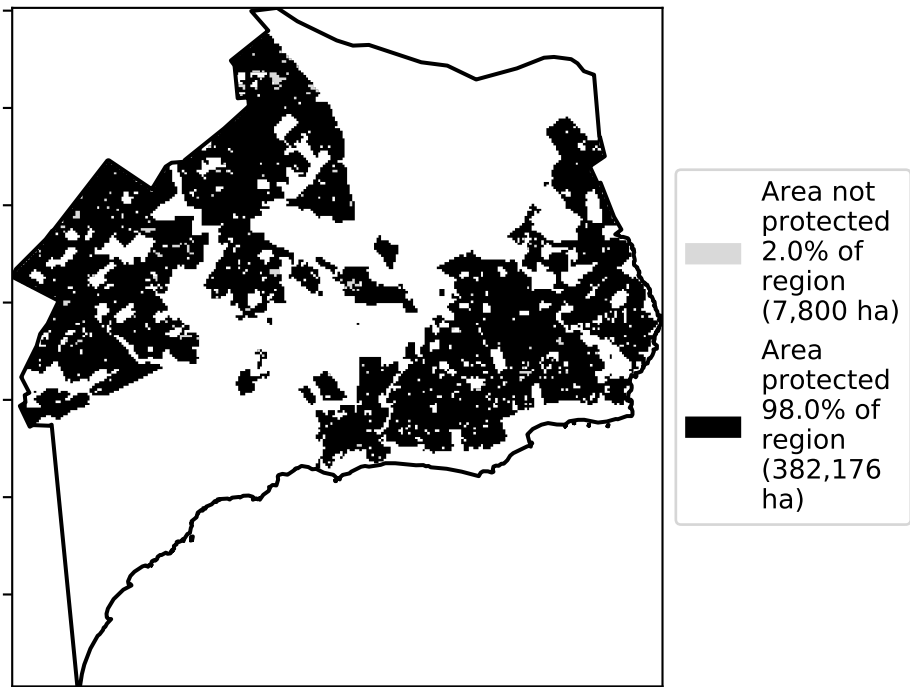 Area not
protected
2.0% of
region
(7,800 ha)
Area
protected
98.0% of
region
(382,176
ha)